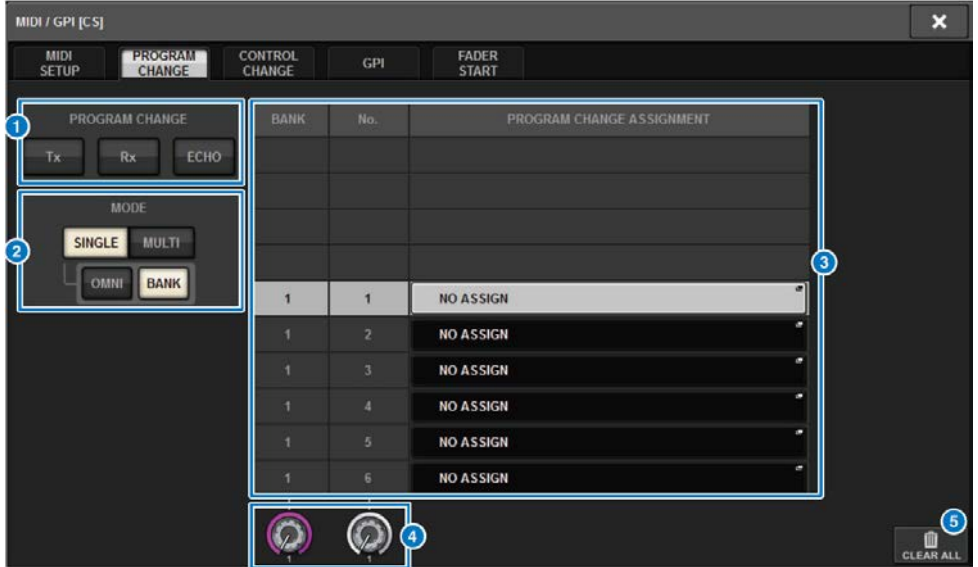 MIDI / GPI [CS]
MIDI SETUP
PROGRAM CHANGE
CONTROL CHANGE
GPI
FADER START
1
PROGRAM CHANGE
Tx Rx ECHO
2
MODE
SINGLE MULTI
OMNI BANK
BANK No. PROGRAM CHANGE ASSIGNMENT
3
1 1 NO ASSIGN
1 2 NO ASSIGN
1 3 NO ASSIGN
1 4 NO ASSIGN
1 5 NO ASSIGN
1 6 NO ASSIGN
1 1
4
5
CLEAR ALL